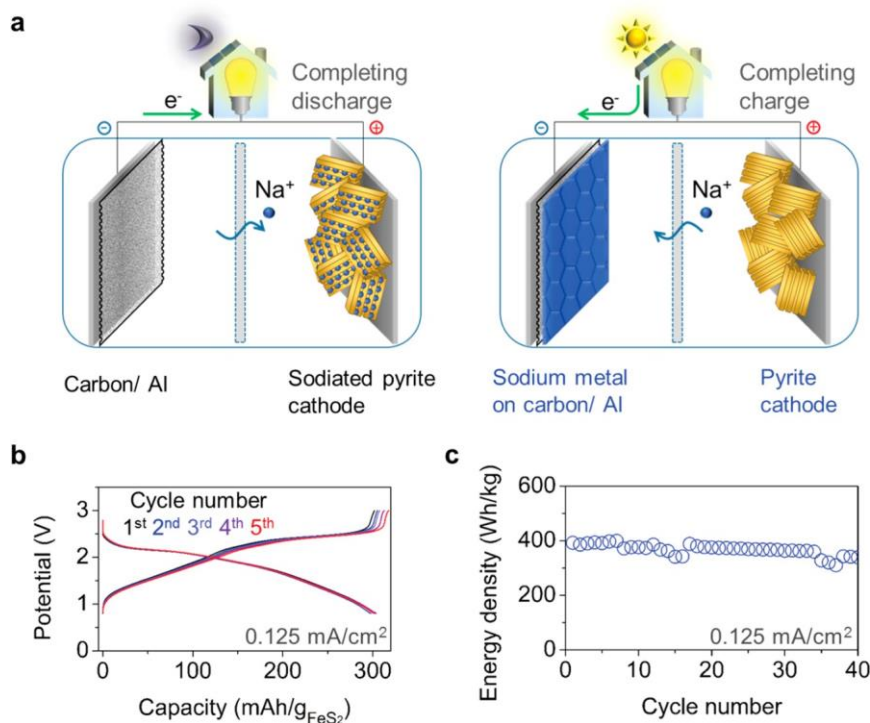 a
Completing
discharge
e-
⊖
⊕
Na+
Carbon/ Al
Sodiated pyrite
cathode
Completing
charge
e-
⊖
⊕
Na+
Sodium metal
on carbon/ Al
Pyrite
cathode
b
Cycle number
1st 2nd 3rd 4th 5th
Potential (V)
3
2
1
0
0.125 mA/cm²
0 100 200 300
Capacity (mAh/gFeS₂)
c
Energy density (Wh/kg)
600
400
200
0
0.125 mA/cm²
0 10 20 30 40
Cycle number